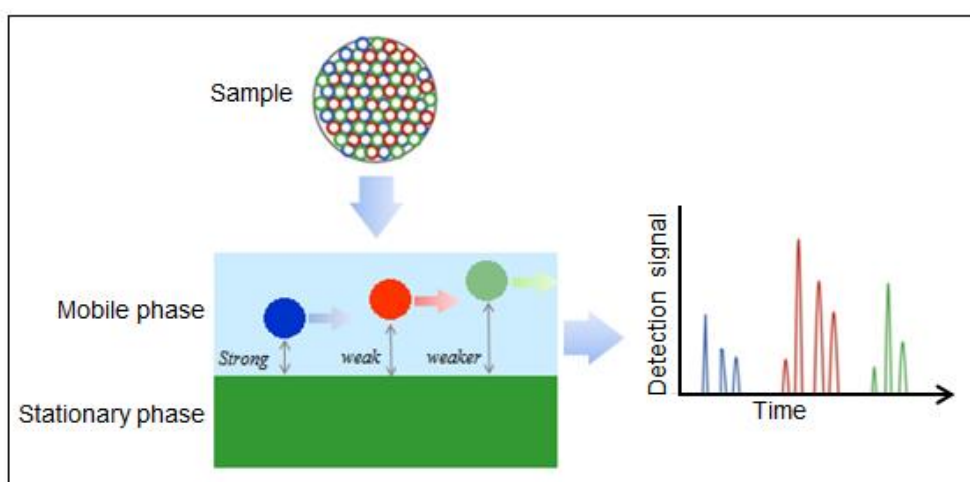 Sample
Mobile phase
Strong
weak
weaker
Stationary phase
Detection signal
Time